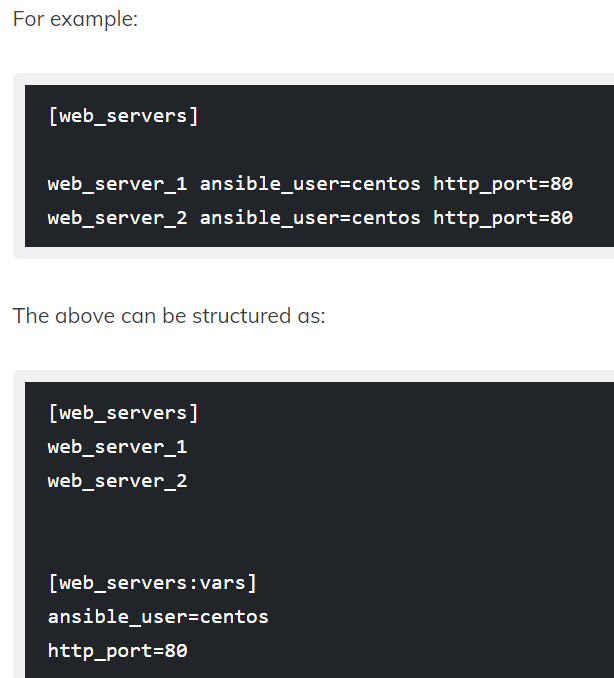 For example:
[web_servers]
web_server_1 ansible_user=centos http_port=80
web_server_2 ansible_user=centos http_port=80
The above can be structured as:
[web_servers]
web_server_1
web_server_2
[web_servers:vars]
ansible_user=centos
http_port=80